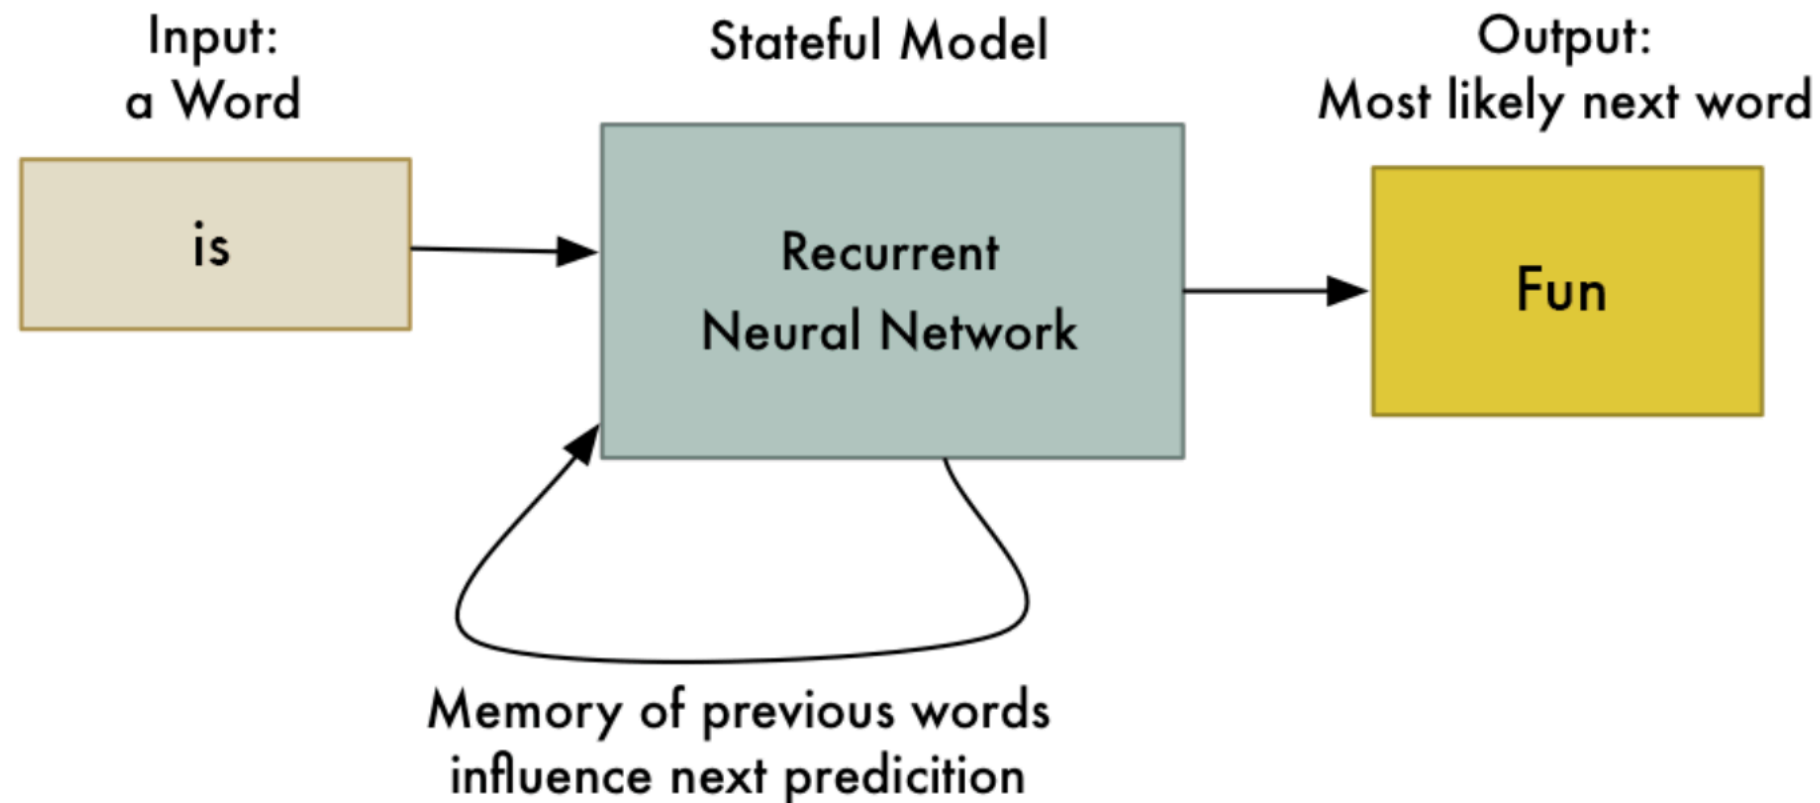 Input:
a Word
is
Stateful Model
Recurrent
Neural Network
Output:
Most likely next word
Fun
Memory of previous words
influence next predicition